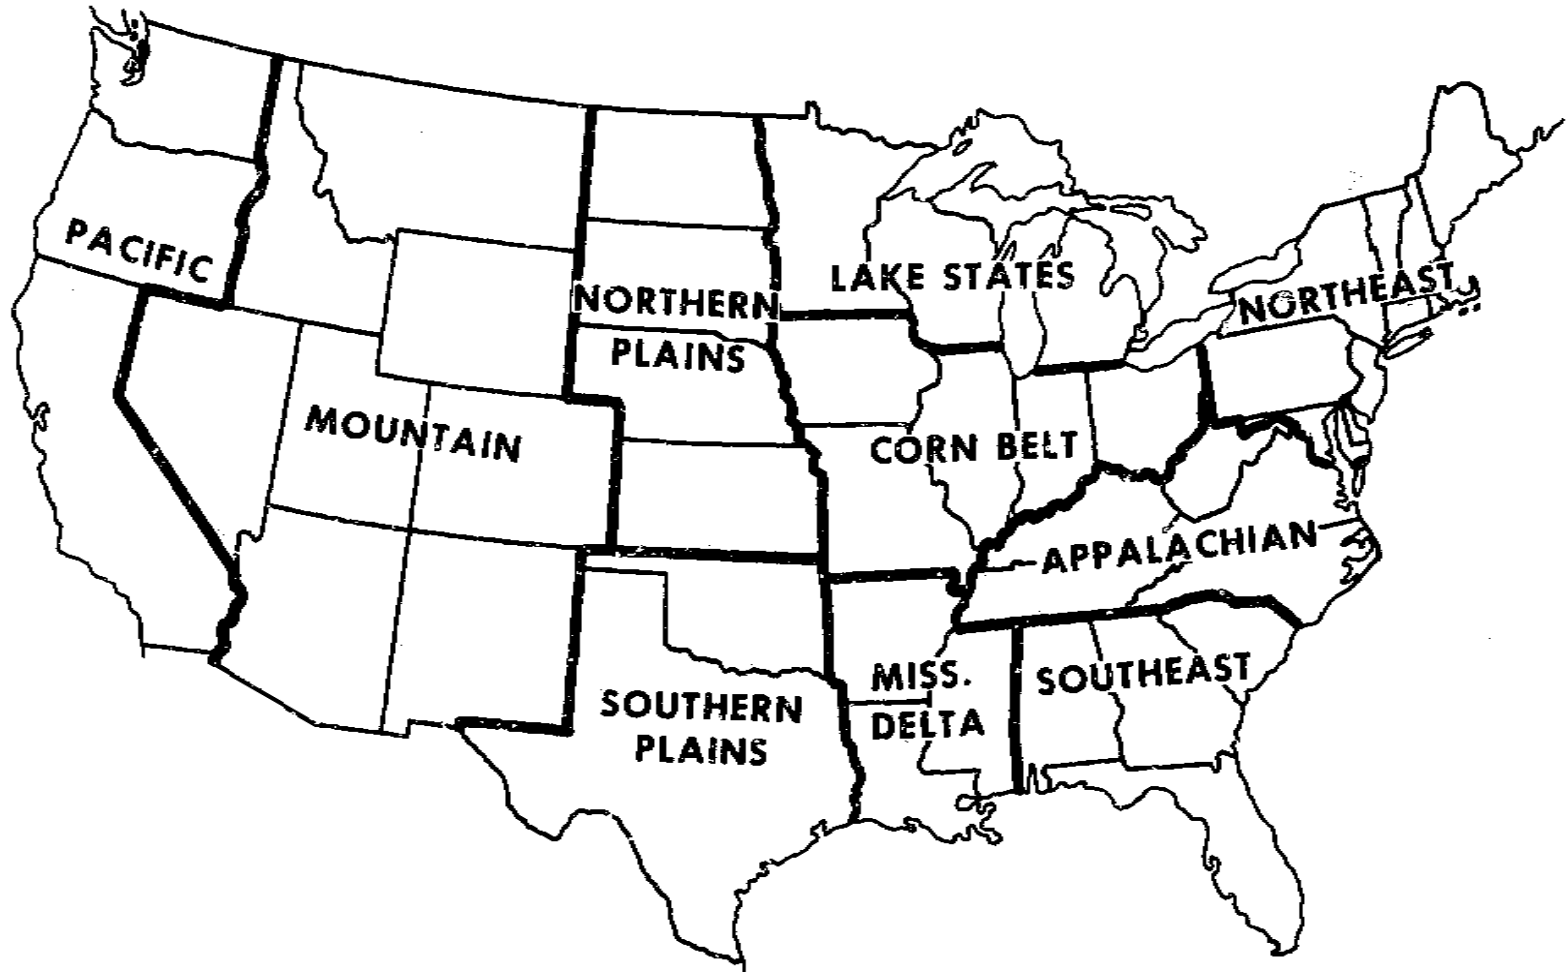 PACIFIC
MOUNTAIN
NORTHERN
PLAINS
LAKE STATES
NORTHEAST
CORN BELT
APPALACHIAN
SOUTHERN
PLAINS
MISS.
DELTA
SOUTHEAST